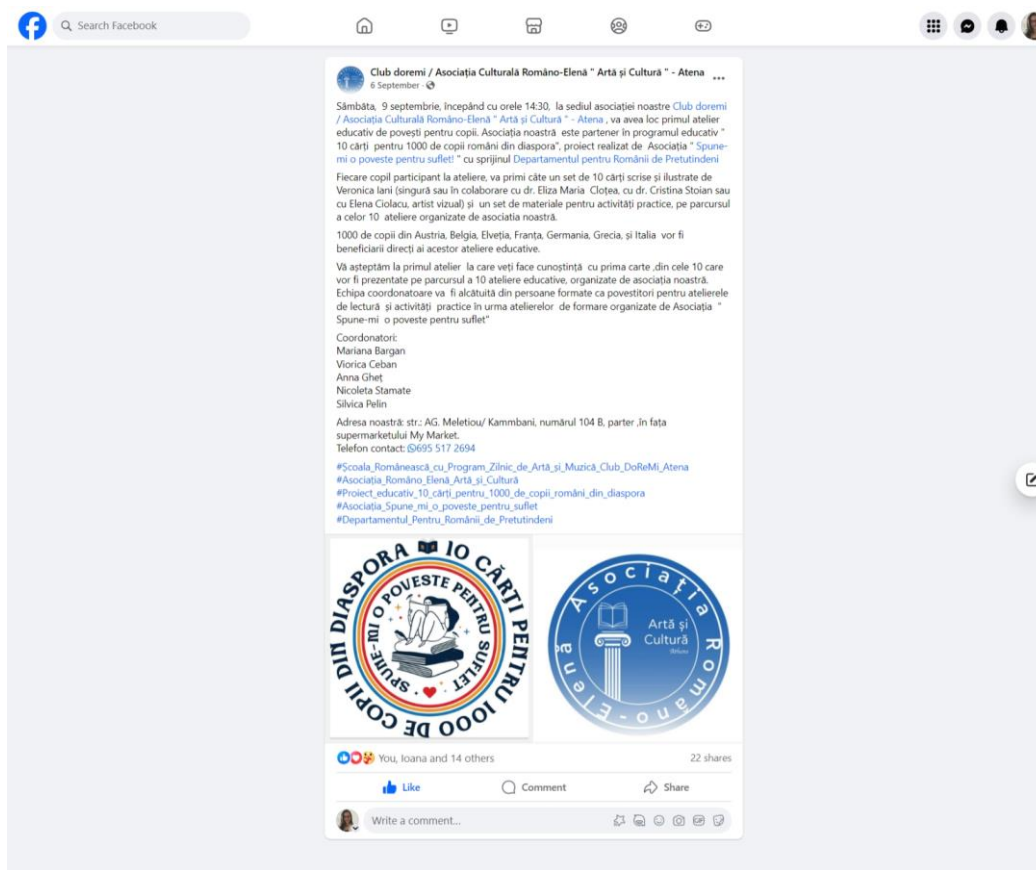 Search Facebook
Club doremi / Asociația Culturală Româno-Elenă " Artă și Cultură " - Atena
6 September
Sâmbăta, 9 septembrie, începând cu orele 14:30, la sediul asociației noastre Club doremi
/ Asociația Culturală Româno-Elenă " Artă și Cultură " - Atena , va avea loc primul atelier
educativ de povești pentru copii. Asociația noastră este partener în programul educativ "
10 cărți pentru 1000 de copii români din diaspora", proiect realizat de Asociația " Spune-
mi o poveste pentru suflet! " cu sprijinul Departamentul pentru Românii de Pretutindeni
Fiecare copil participant la ateliere, va primi câte un set de 10 cărți scrise și ilustrate de
Veronica Iani (singură sau în colaborare cu dr. Eliza Maria Cloțea, cu dr. Cristina Stoian sau
cu Elena Ciolacu, artist vizual) și un set de materiale pentru activități practice, pe parcursul
a celor 10 ateliere organizate de asociatia noastră.
1000 de copii din Austria, Belgia, Elveția, Franța, Germania, Grecia, și Italia vor fi
beneficiarii direcți ai acestor ateliere educative.
Vă așteptăm la primul atelier la care veți face cunoștință cu prima carte ,din cele 10 care
vor fi prezentate pe parcursul a 10 ateliere educative, organizate de asociația noastră.
Echipa coordonatoare va fi alcătuită din persoane formate ca povestitori pentru atelierele
de lectură și activități practice în urma atelierelor de formare organizate de Asociația "
Spune-mi o poveste pentru suflet"
Coordonatori:
Mariana Bargan
Viorica Ceban
Anna Gheț
Nicoleta Stamate
Silvica Pelin
Adresa noastră: str.: AG. Meletiou/ Kammbani, numărul 104 B, parter ,în fața
supermarketului My Market.
Telefon contact: 695 517 2694
#Școala_Românească_cu_Program_Zilnic_de_Artă_și_Muzică_Club_DoReMi_Atena
#Asociația_Româno_Elenă_Artă_și_Cultură
#Proiect_educativ_10_cărți_pentru_1000_de_copii_români_din_diaspora
#Asociația_Spune_mi_o_poveste_pentru_suflet
#Departamentul_Pentru_Românii_de_Pretutindeni
10 CĂRȚI PENTRU 1000 DE COPII DIN DIASPORA
SPUNE-MI O POVESTE PENTRU SUFLET
Asociația Româno-Elenă
Artă și
Cultură
You, Ioana and 14 others
22 shares
Like
Comment
Share
Write a comment...
GIF